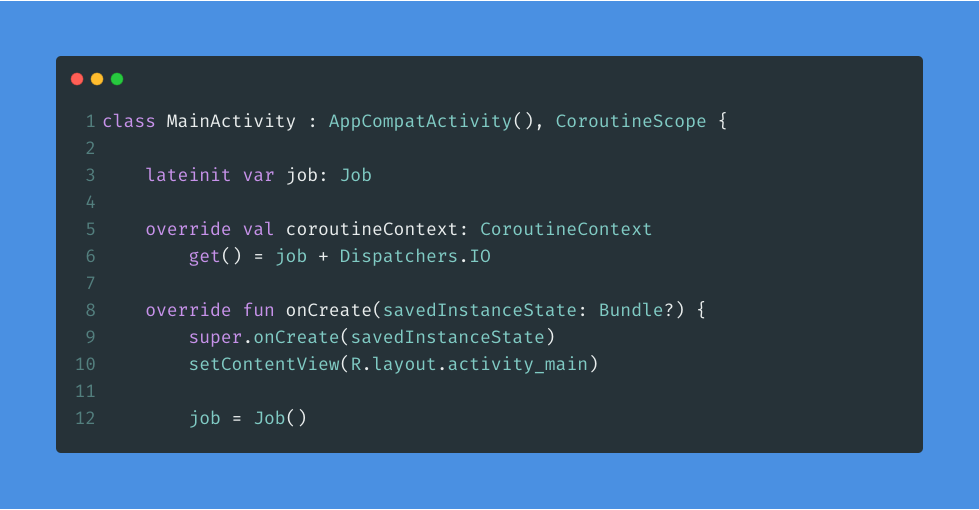 1 class MainActivity : AppCompatActivity(), CoroutineScope {
2
3     lateinit var job: Job
4
5     override val coroutineContext: CoroutineContext
6         get() = job + Dispatchers.IO
7
8     override fun onCreate(savedInstanceState: Bundle?) {
9         super.onCreate(savedInstanceState)
10         setContentView(R.layout.activity_main)
11
12         job = Job()